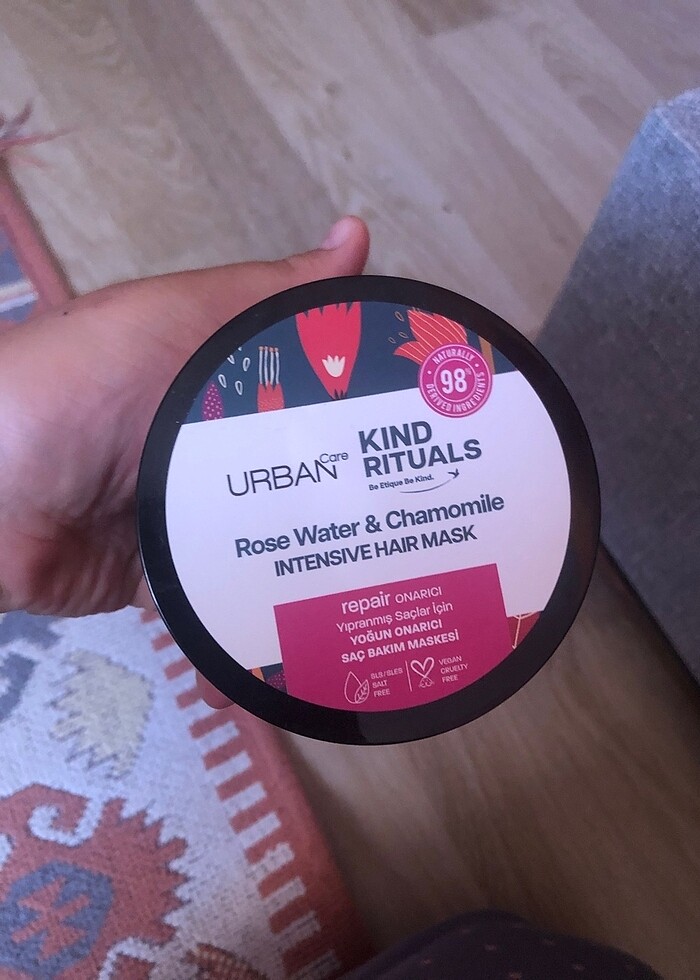 NATURALLY
98%
DERIVED INGREDIENTS
URBAN Care
KIND
RITUALS
Be Etique Be Kind.
Rose Water & Chamomile
INTENSIVE HAIR MASK
repair ONARICI
Yıpranmış Saçlar İçin
YOĞUN ONARICI
SAÇ BAKIM MASKESİ
SLS/SLES
SALT
FREE
VEGAN
CRUELTY
FREE